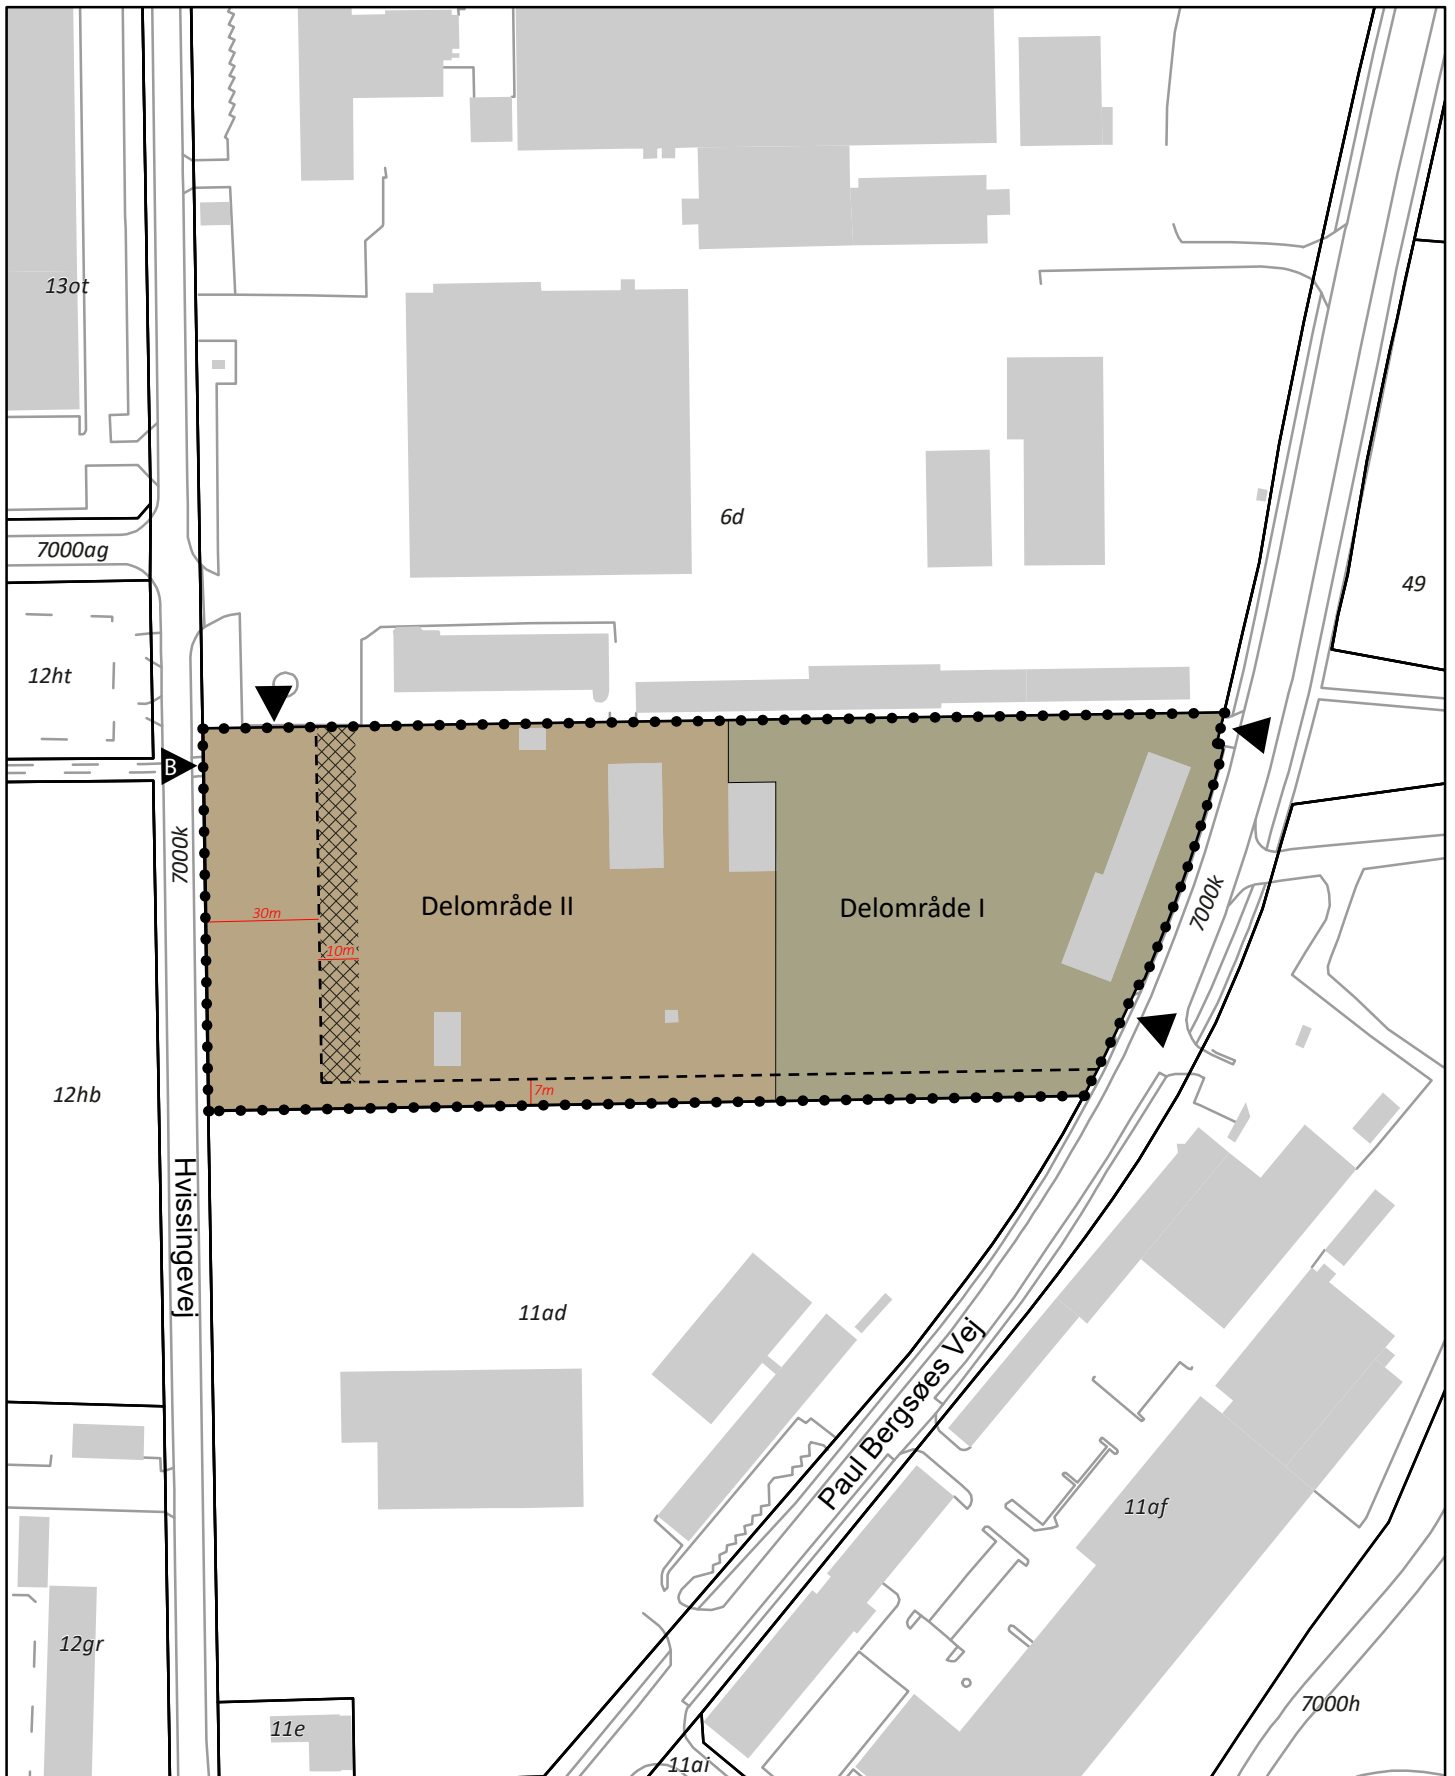 13ot
6d
7000ag
49
12ht
B
7000k
Delområde II
Delområde I
7000k
30m
10m
7m
12hb
Hvissingevej
11ad
Paul Bergsøes Vej
11af
12gr
11e
7000h
11ai